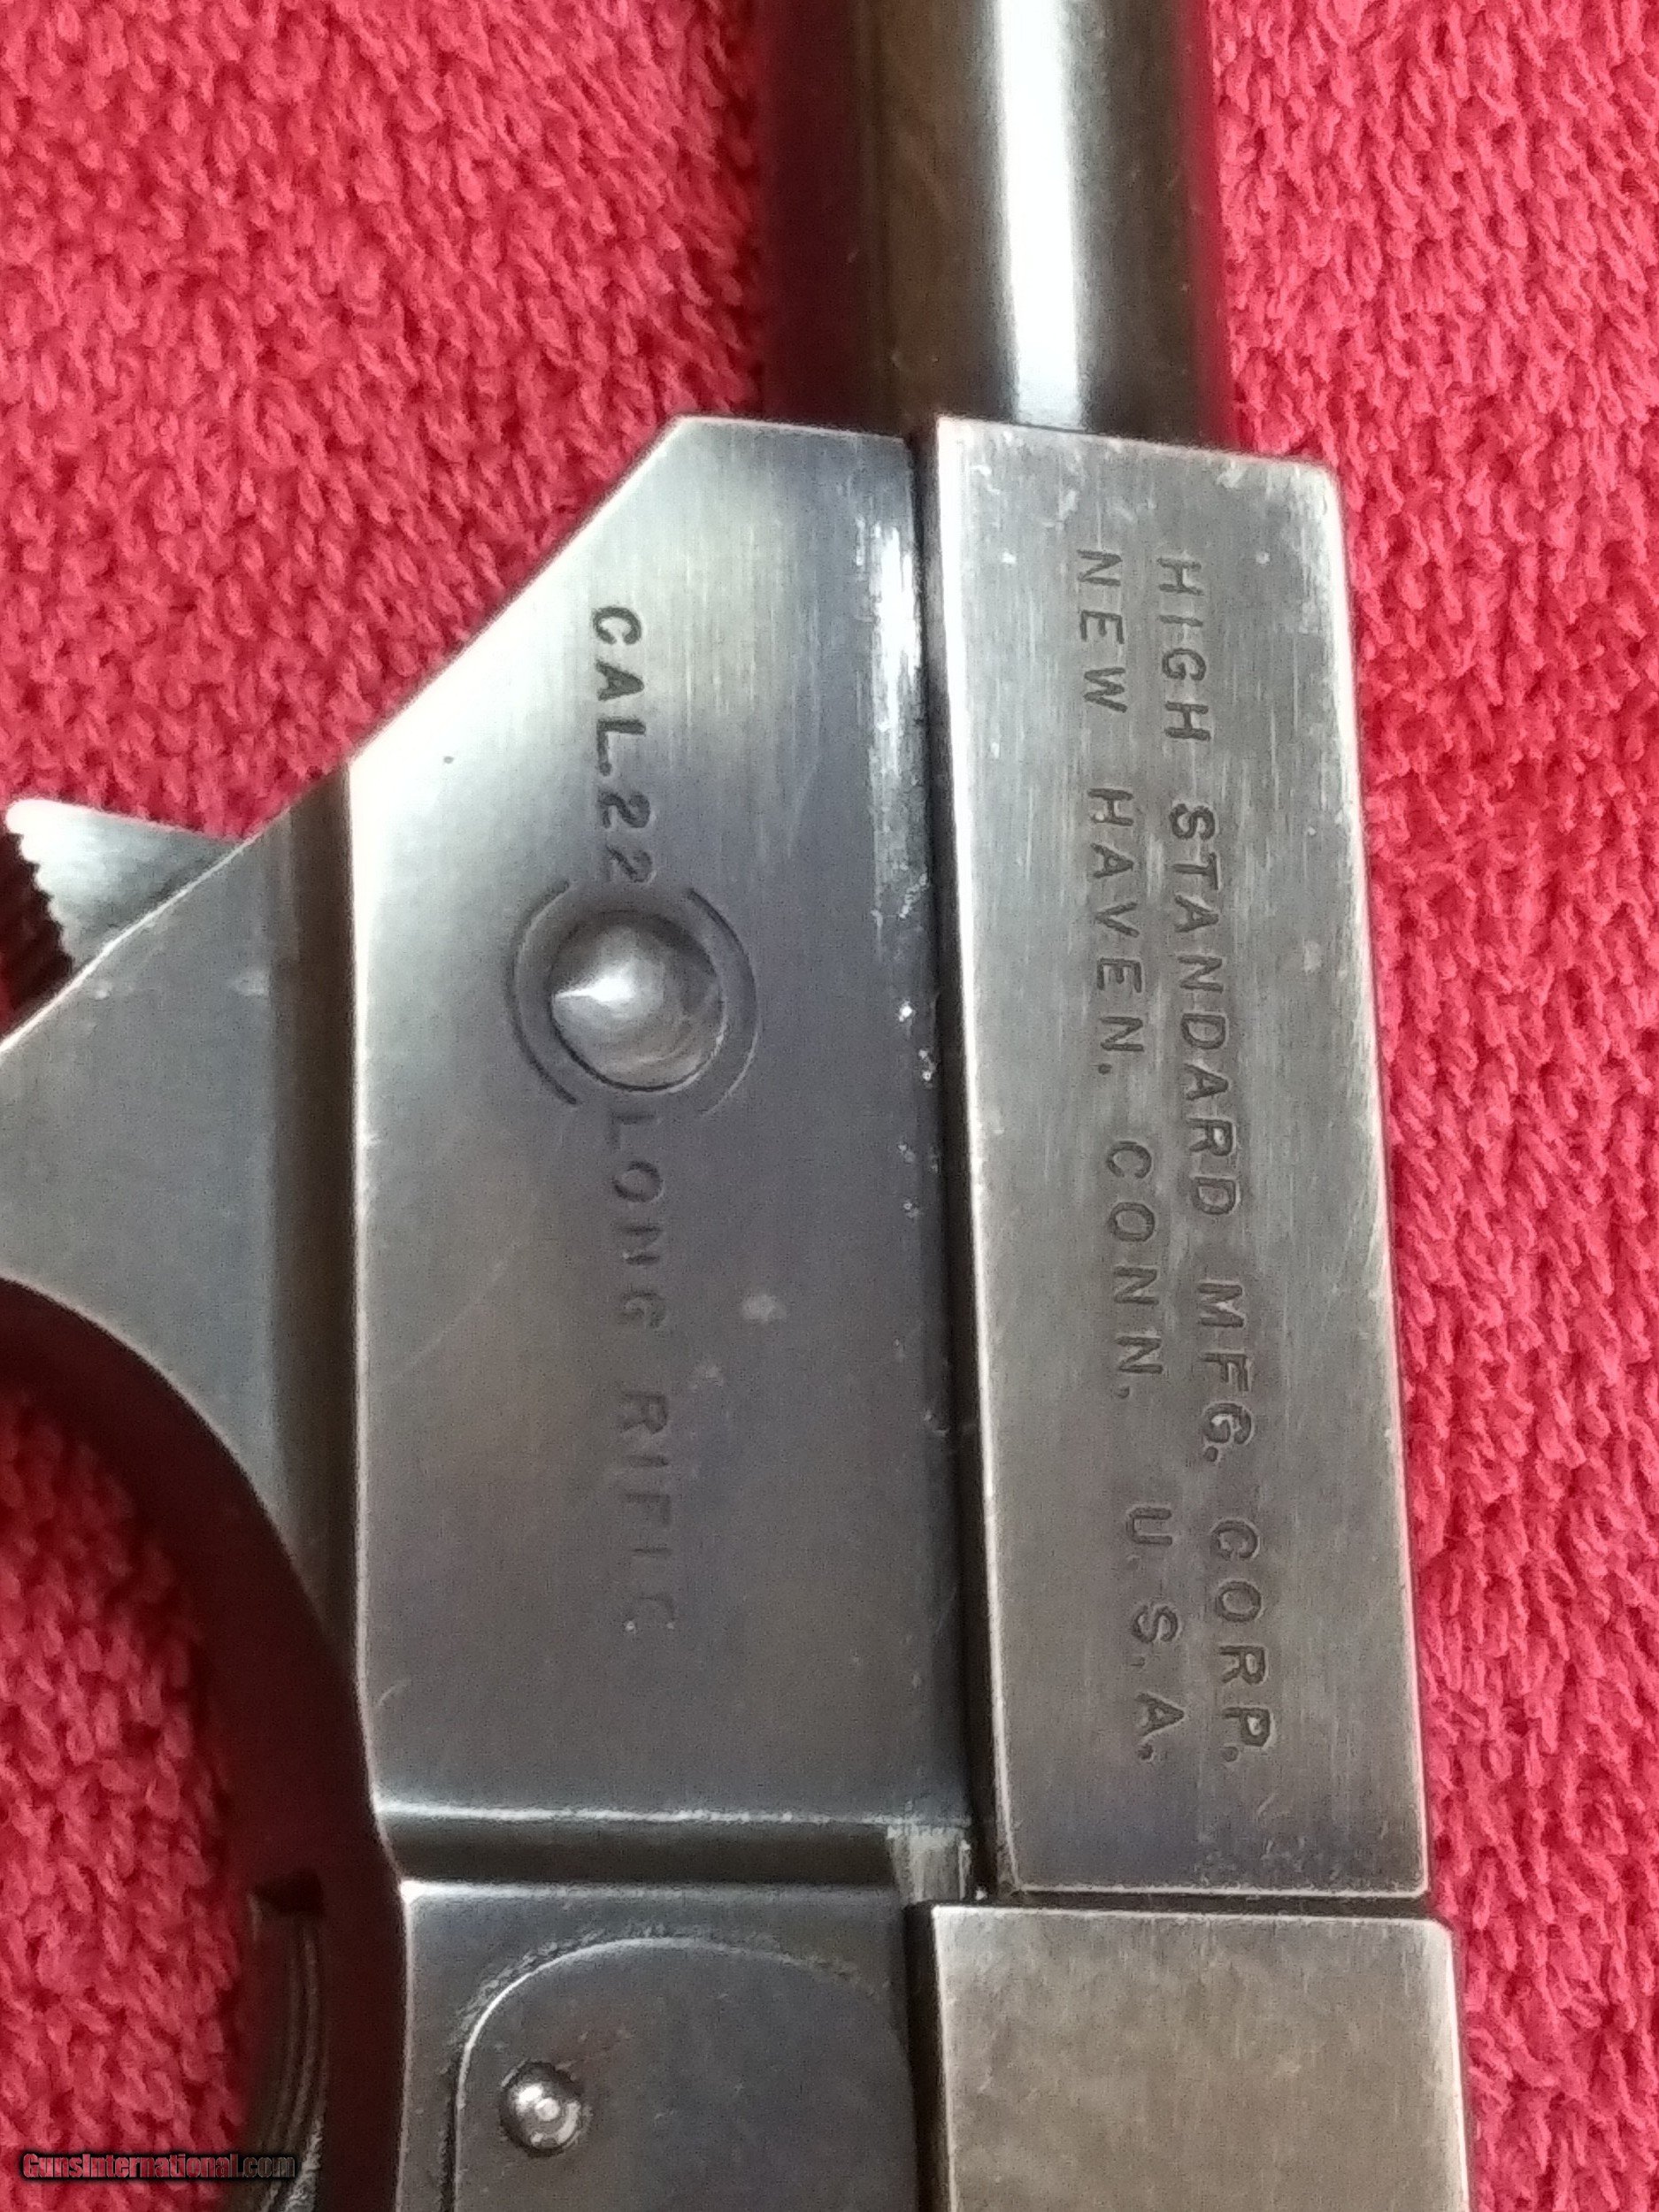 HIGH STANDARD MFG. CORP.
NEW HAVEN. CONN. U.S.A.
CAL.22 LONG RIFLE
GunsInternational.com